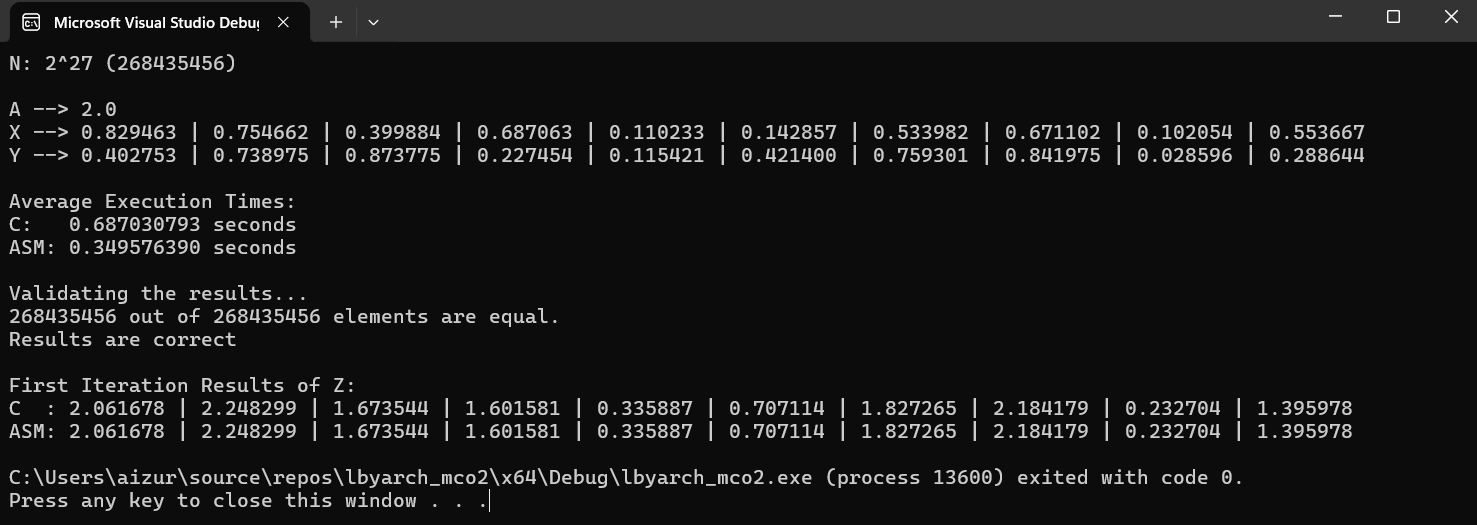 Microsoft Visual Studio Debu
N: 2^27 (268435456)
A --> 2.0
X --> 0.829463 | 0.754662 | 0.399884 | 0.687063 | 0.110233 | 0.142857 | 0.533982 | 0.671102 | 0.102054 | 0.553667
Y --> 0.402753 | 0.738975 | 0.873775 | 0.227454 | 0.115421 | 0.421400 | 0.759301 | 0.841975 | 0.028596 | 0.288644
Average Execution Times:
C:   0.687030793 seconds
ASM: 0.349576390 seconds
Validating the results...
268435456 out of 268435456 elements are equal.
Results are correct
First Iteration Results of Z:
C  : 2.061678 | 2.248299 | 1.673544 | 1.601581 | 0.335887 | 0.707114 | 1.827265 | 2.184179 | 0.232704 | 1.395978
ASM: 2.061678 | 2.248299 | 1.673544 | 1.601581 | 0.335887 | 0.707114 | 1.827265 | 2.184179 | 0.232704 | 1.395978
C:\Users\aizur\source\repos\lbyarch_mco2\x64\Debug\lbyarch_mco2.exe (process 13600) exited with code 0.
Press any key to close this window . . .